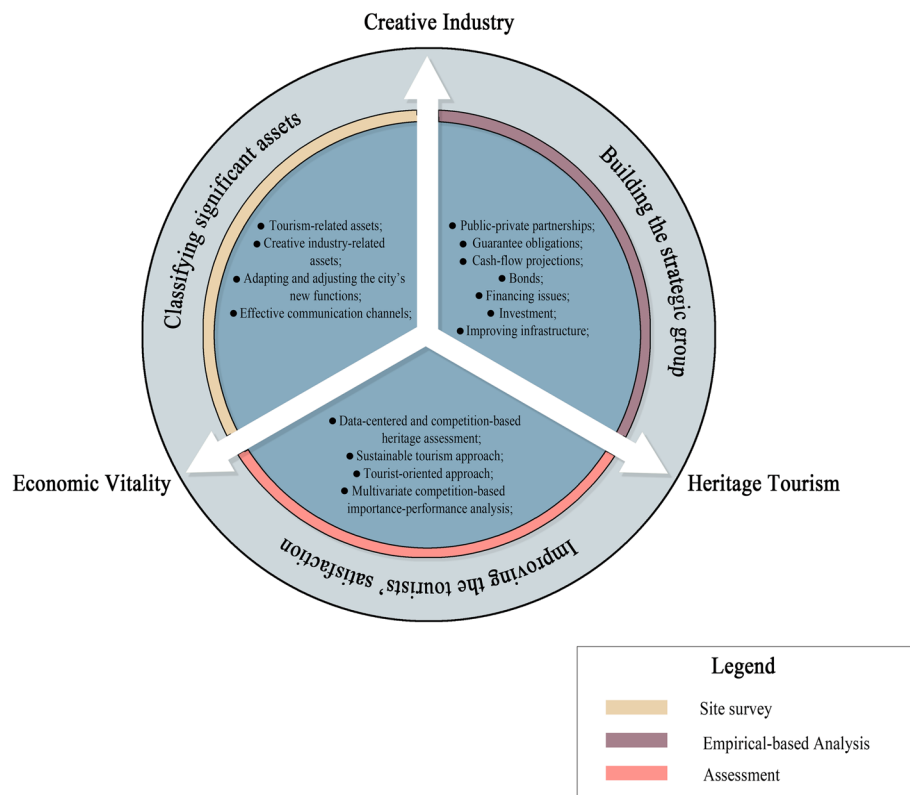 Creative Industry
Classifying significant assets
Building the strategic group
● Tourism-related assets;
● Creative industry-related
assets;
● Adapting and adjusting the city's
new functions;
● Effective communication channels;
● Public-private partnerships;
● Guarantee obligations;
● Cash-flow projections;
● Bonds;
● Financing issues;
● Investment;
● Improving infrastructure;
● Data-centered and competition-based
heritage assessment;
● Sustainable tourism approach;
● Tourist-oriented approach;
● Multivariate competition-based
importance-performance analysis;
Economic Vitality
Heritage Tourism
Improving the tourists' satisfaction
Legend
Site survey
Empirical-based Analysis
Assessment